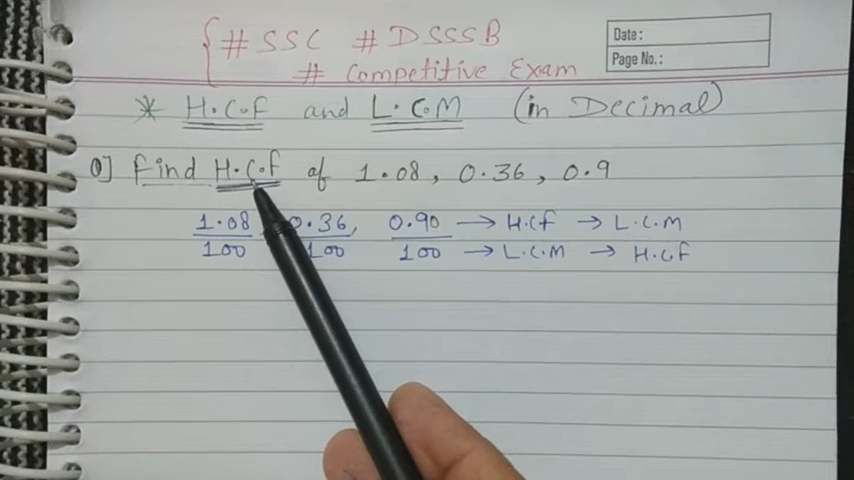 # SSC # DSSSB
# Competitive Exam
Date:
Page No.:
* H.C.F and L.C.M (in Decimal)
Q] Find H.C.F of 1.08, 0.36, 0.9
1.08 0.36, 0.90 → H.C.F → L.C.M
100 100 100 → L.C.M → H.C.F